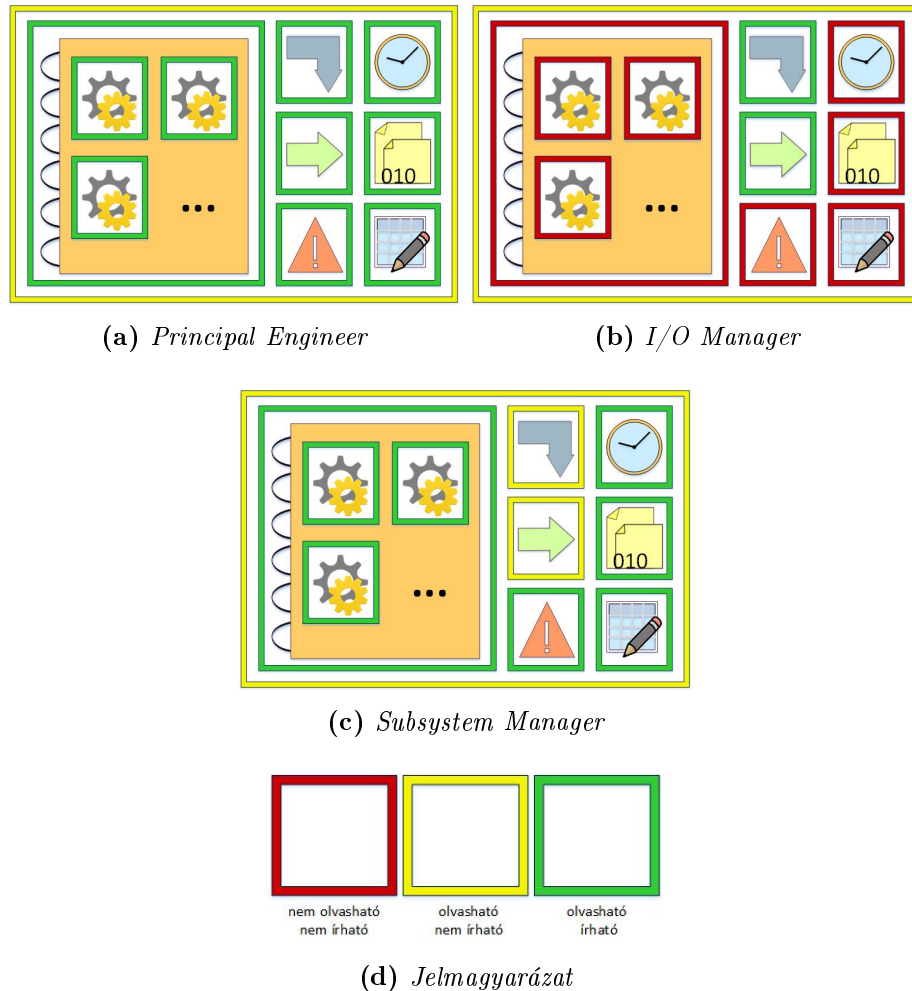 010
010
(a) Principal Engineer
(b) I/O Manager
010
(c) Subsystem Manager
nem olvasható
nem írható
olvasható
nem írható
olvasható
írható
(d) Jelmagyarázat